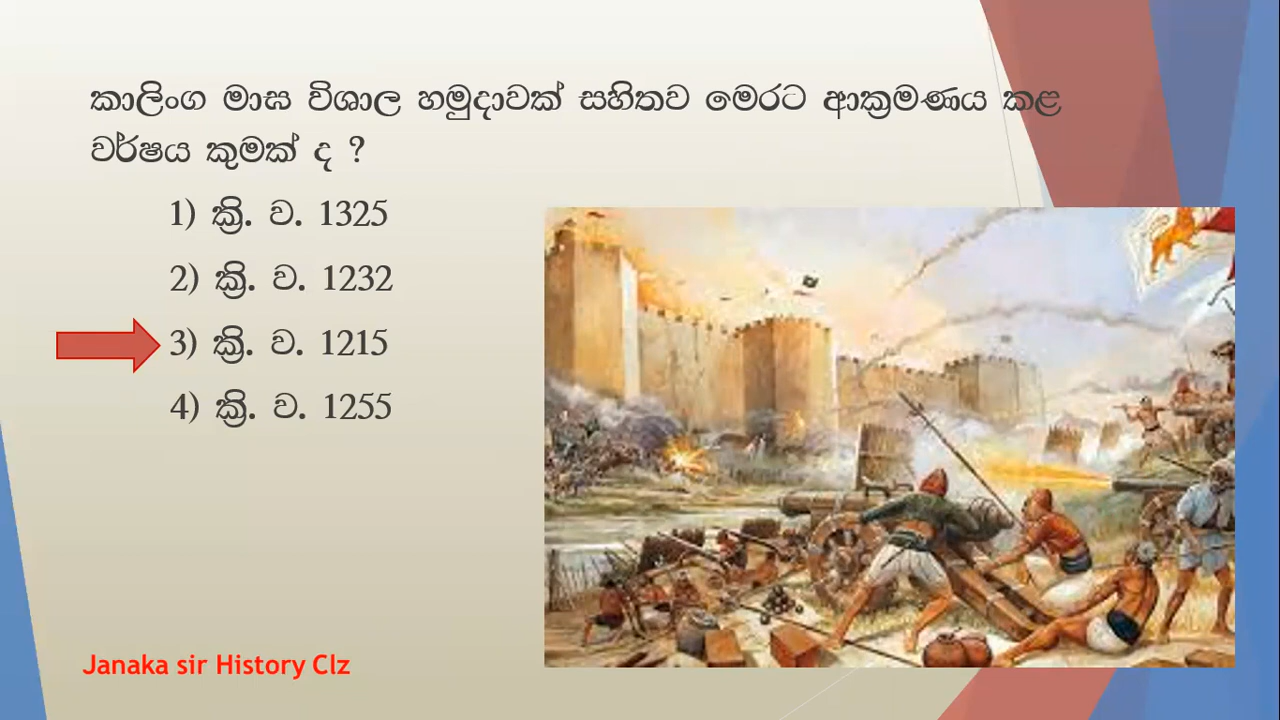 කාලිංග මාඝ විශාල හමුදාවක් සහිතව මෙරට ආක්‍රමණය කළ
වර්ෂය කුමක් ද ?
1) ක්‍රි. ව. 1325
2) ක්‍රි. ව. 1232
3) ක්‍රි. ව. 1215
4) ක්‍රි. ව. 1255
Janaka sir History Clz